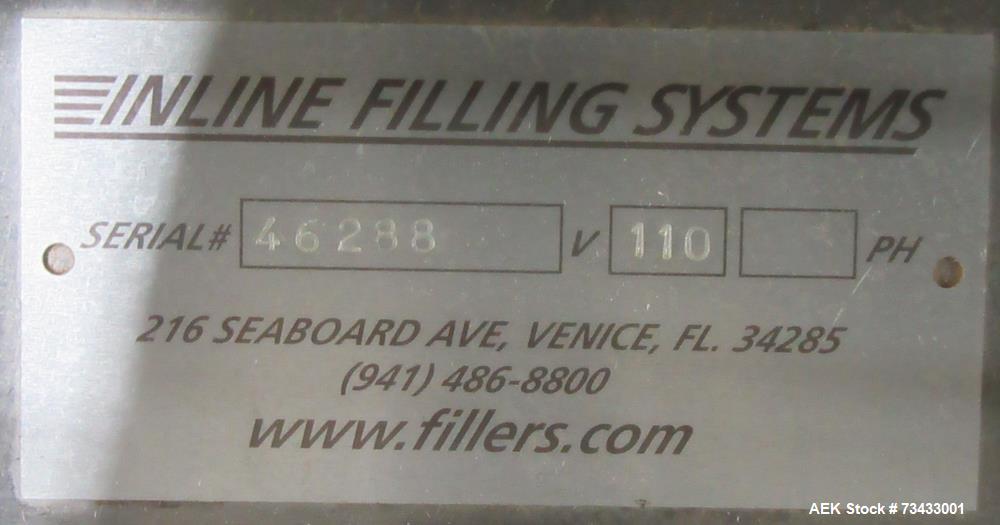 INLINE FILLING SYSTEMS
SERIAL# 46288 V 110 PH
216 SEABOARD AVE, VENICE, FL. 34285
(941) 486-8800
www.fillers.com
AEK Stock # 73433001